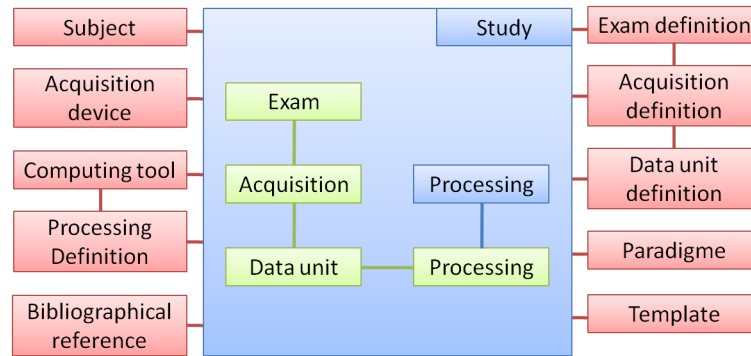 Subject
Acquisition
device
Computing tool
Processing
Definition
Bibliographical
reference
Study
Exam
Acquisition
Data unit
Processing
Processing
Exam definition
Acquisition
definition
Data unit
definition
Paradigme
Template